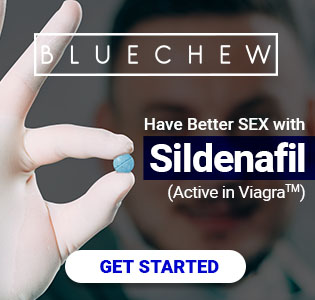 BLUECHEW
Have Better SEX with
Sildenafil
(Active in Viagra™)
GET STARTED